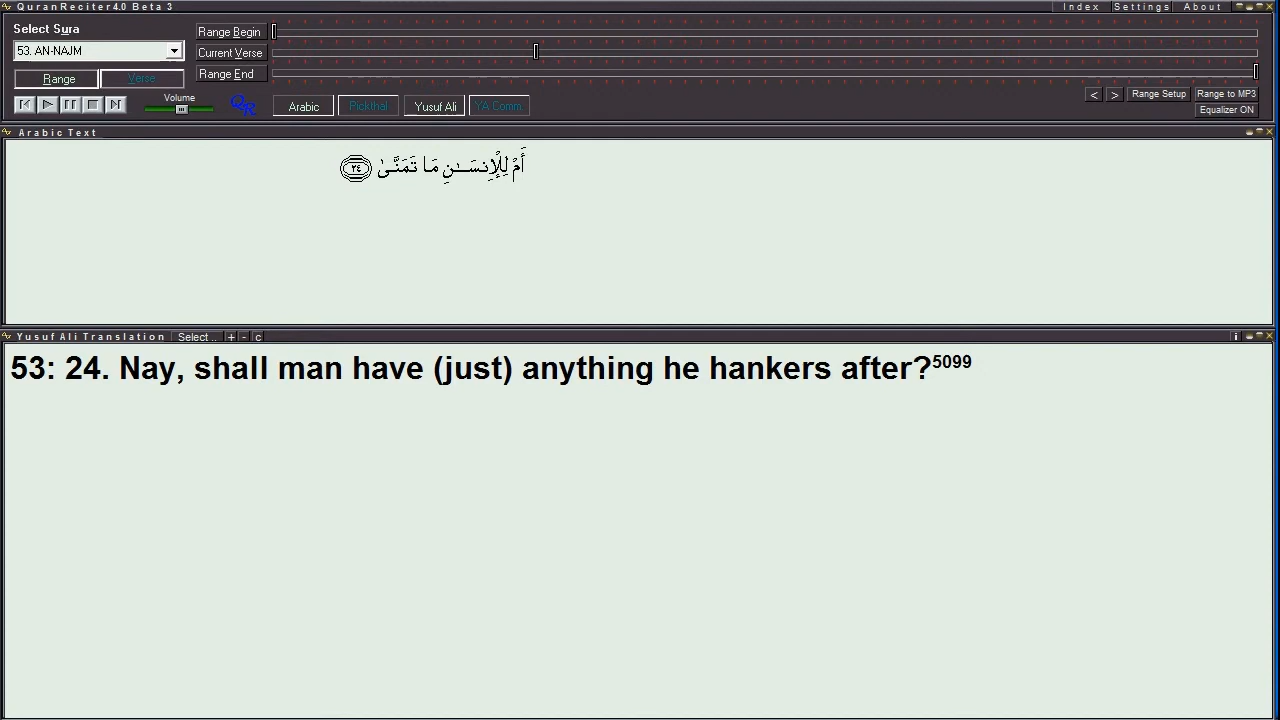 QuranReciter4.0 Beta 3
Index Settings About
Select Sura
53. AN-NAJM
Range Verse
Volume
Range Begin
Current Verse
Range End
QR
Arabic Pickthal Yusuf Ali YA Comm.
< > Range Setup Range to MP3
Equalizer ON
Arabic Text
أَمْ لِلْإِنسَـٰنِ مَا تَمَنَّىٰ ٢٤
Yusuf Ali Translation Select .. + - c i
53: 24. Nay, shall man have (just) anything he hankers after?5099